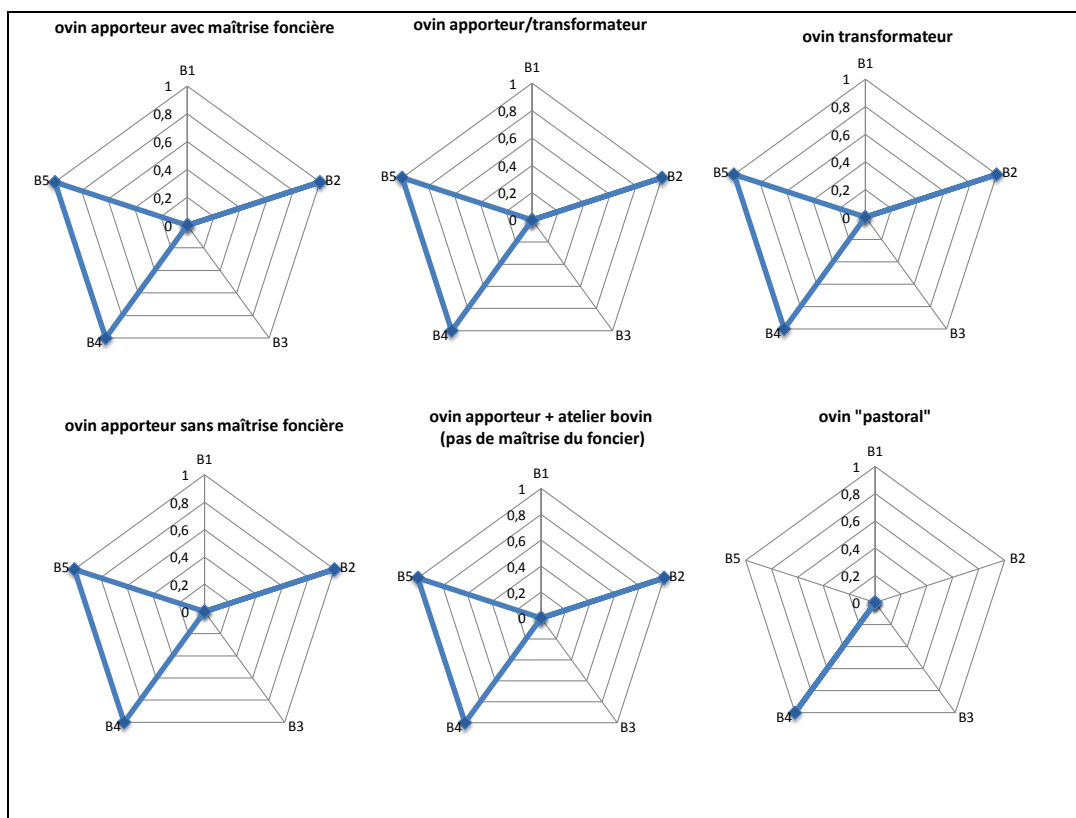 ovin apporteur avec maîtrise foncière
B1
1
0,8
0,6
0,4
0,2
0
B5
B2
B4
B3
ovin apporteur/transformateur
B1
1
0,8
0,6
0,4
0,2
0
B5
B2
B4
B3
ovin transformateur
B1
1
0,8
0,6
0,4
0,2
0
B5
B2
B4
B3
ovin apporteur sans maîtrise foncière
B1
1
0,8
0,6
0,4
0,2
0
B5
B2
B4
B3
ovin apporteur + atelier bovin
(pas de maîtrise du foncier)
B1
1
0,8
0,6
0,4
0,2
0
B5
B2
B4
B3
ovin "pastoral"
B1
1
0,8
0,6
0,4
0,2
0
B5
B2
B4
B3